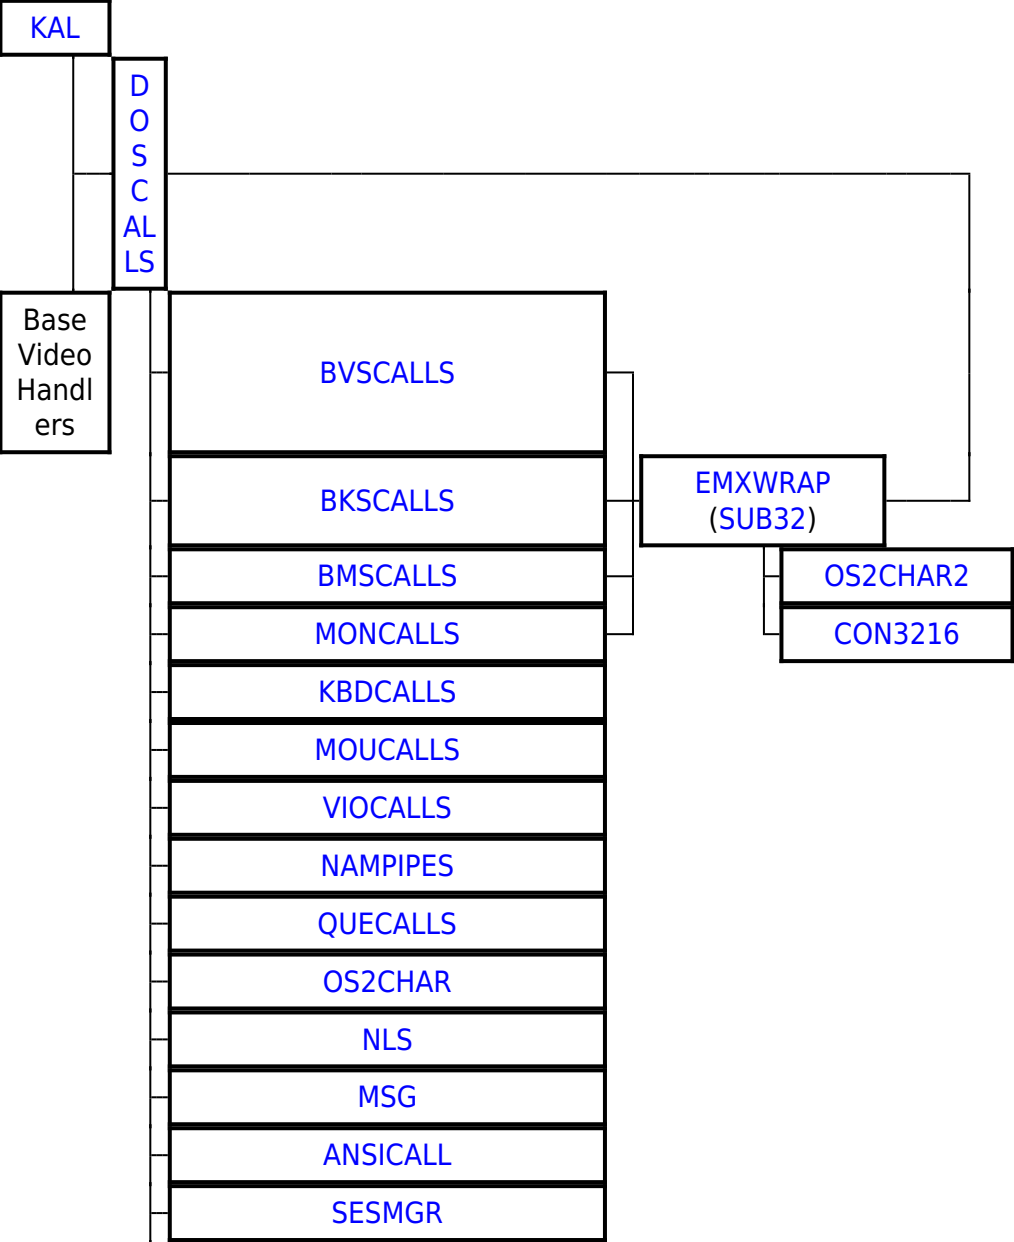 KAL
D
O
S
C
AL
LS
Base
Video
Handl
ers
BVSCALLS
BKSCALLS
EMXWRAP
(SUB32)
BMSCALLS
OS2CHAR2
MONCALLS
CON3216
KBDCALLS
MOUCALLS
VIOCALLS
NAMPIPES
QUECALLS
OS2CHAR
NLS
MSG
ANSICALL
SESMGR